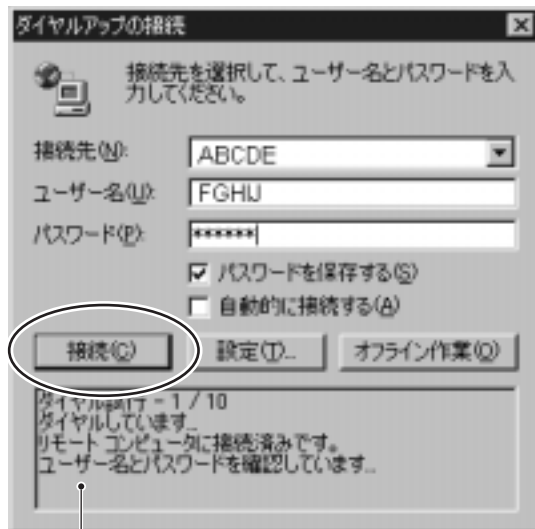 ダイヤルアップの接続
接続先を選択して、ユーザー名とパスワードを入
力してください。
接続先(N):
ABCDE
ユーザー名(U):
FGHIJ
パスワード(P):
******
パスワードを保存する(S)
自動的に接続する(A)
接続(C)
設定(T)...
オフライン作業(O)
ダイヤル試行 - 1 / 10
ダイヤルしています...
リモート コンピュータに接続済みです。
ユーザー名とパスワードを確認しています...